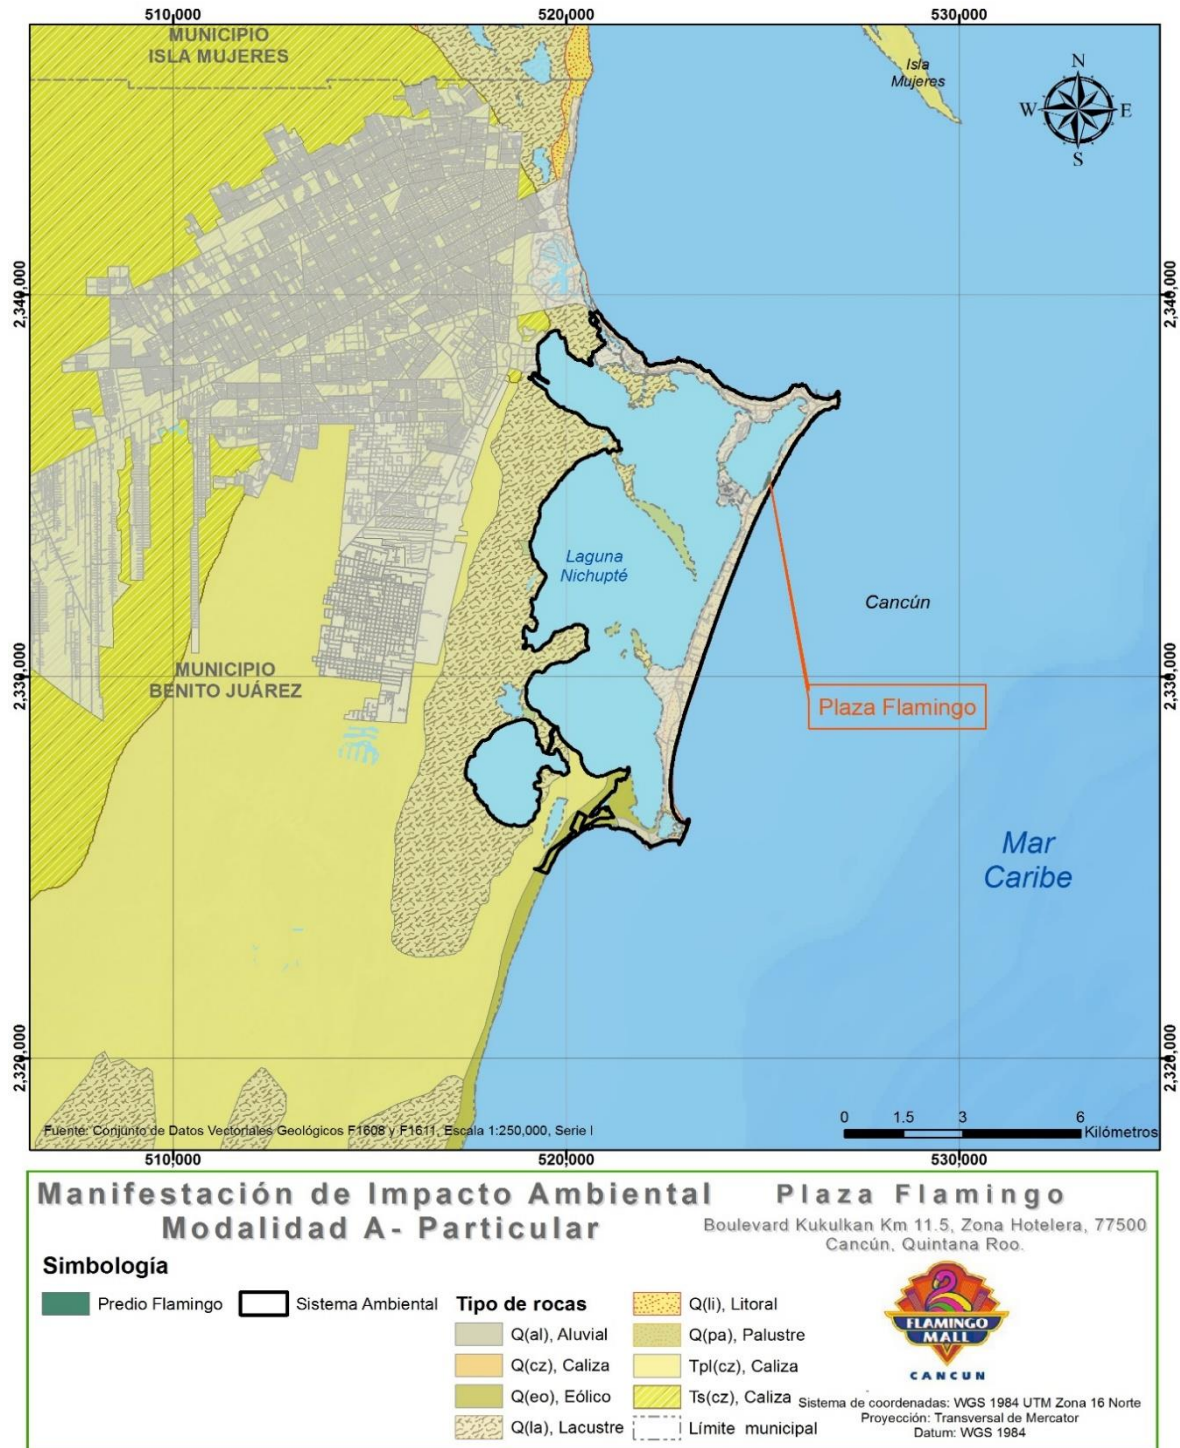 510,000
520,000
530,000
MUNICIPIO
ISLA MUJERES
Isla
Mujeres
N
W
E
S
2,340,000
2,340,000
Laguna
Nichupté
Cancún
MUNICIPIO
BENITO JUÁREZ
2,330,000
2,330,000
Plaza Flamingo
Mar
Caribe
2,320,000
2,320,000
0 1.5 3 6
Kilómetros
Fuente: Conjunto de Datos Vectoriales Geológicos F1608 y F1611, Escala 1:250,000, Serie I
510,000
520,000
530,000
Manifestación de Impacto Ambiental
Modalidad A- Particular
Plaza Flamingo
Boulevard Kukulkan Km 11.5, Zona Hotelera, 77500
Cancún, Quintana Roo.
Simbología
Predio Flamingo
Sistema Ambiental
Tipo de rocas
Q(al), Aluvial
Q(cz), Caliza
Q(eo), Eólico
Q(la), Lacustre
Q(li), Litoral
Q(pa), Palustre
Tpl(cz), Caliza
Ts(cz), Caliza
Límite municipal
FLAMINGO
MALL
CANCUN
Sistema de coordenadas: WGS 1984 UTM Zona 16 Norte
Proyección: Transversal de Mercator
Datum: WGS 1984